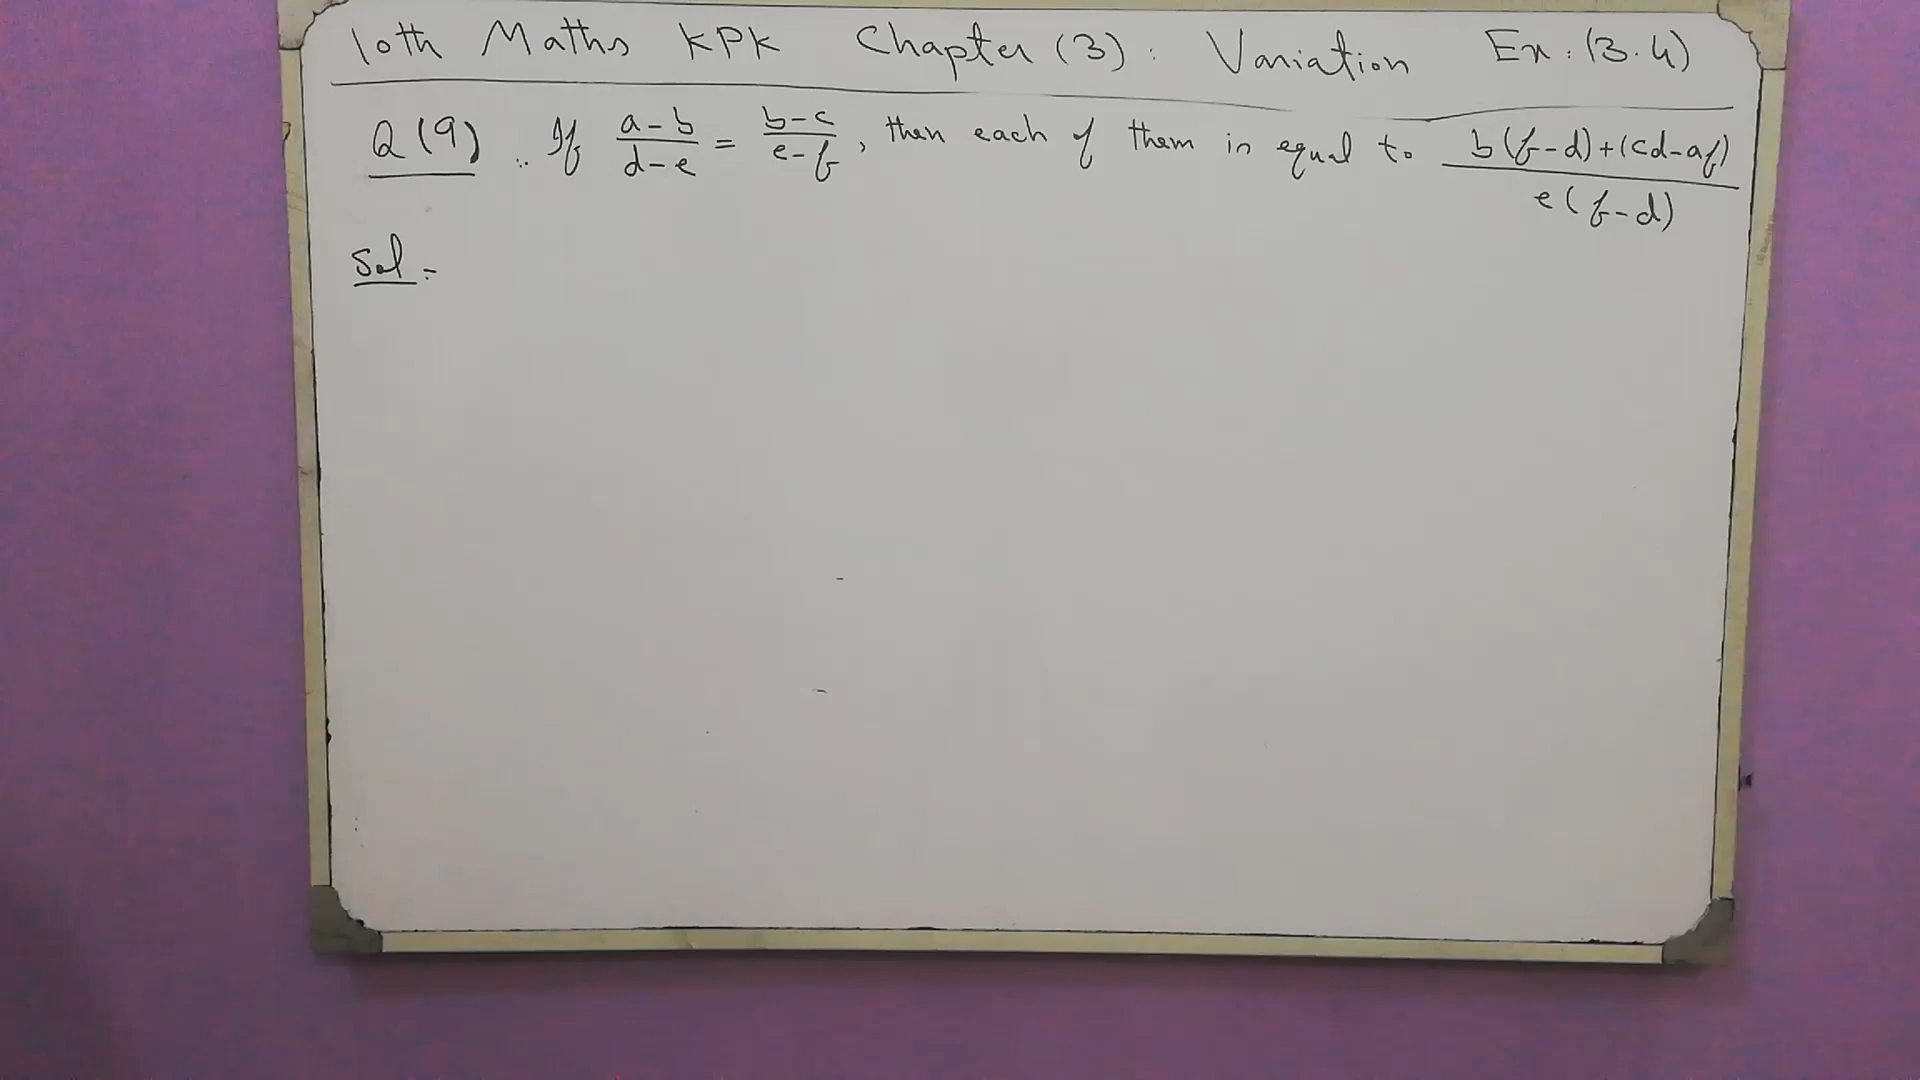 10th Maths KPK Chapter (3): Variation Ex: (3.4)
Q(9) :. If (a-b)/(d-e) = (b-c)/(e-f), then each of them is equal to (b(f-d)+(cd-af))/(e(f-d))
Sol: